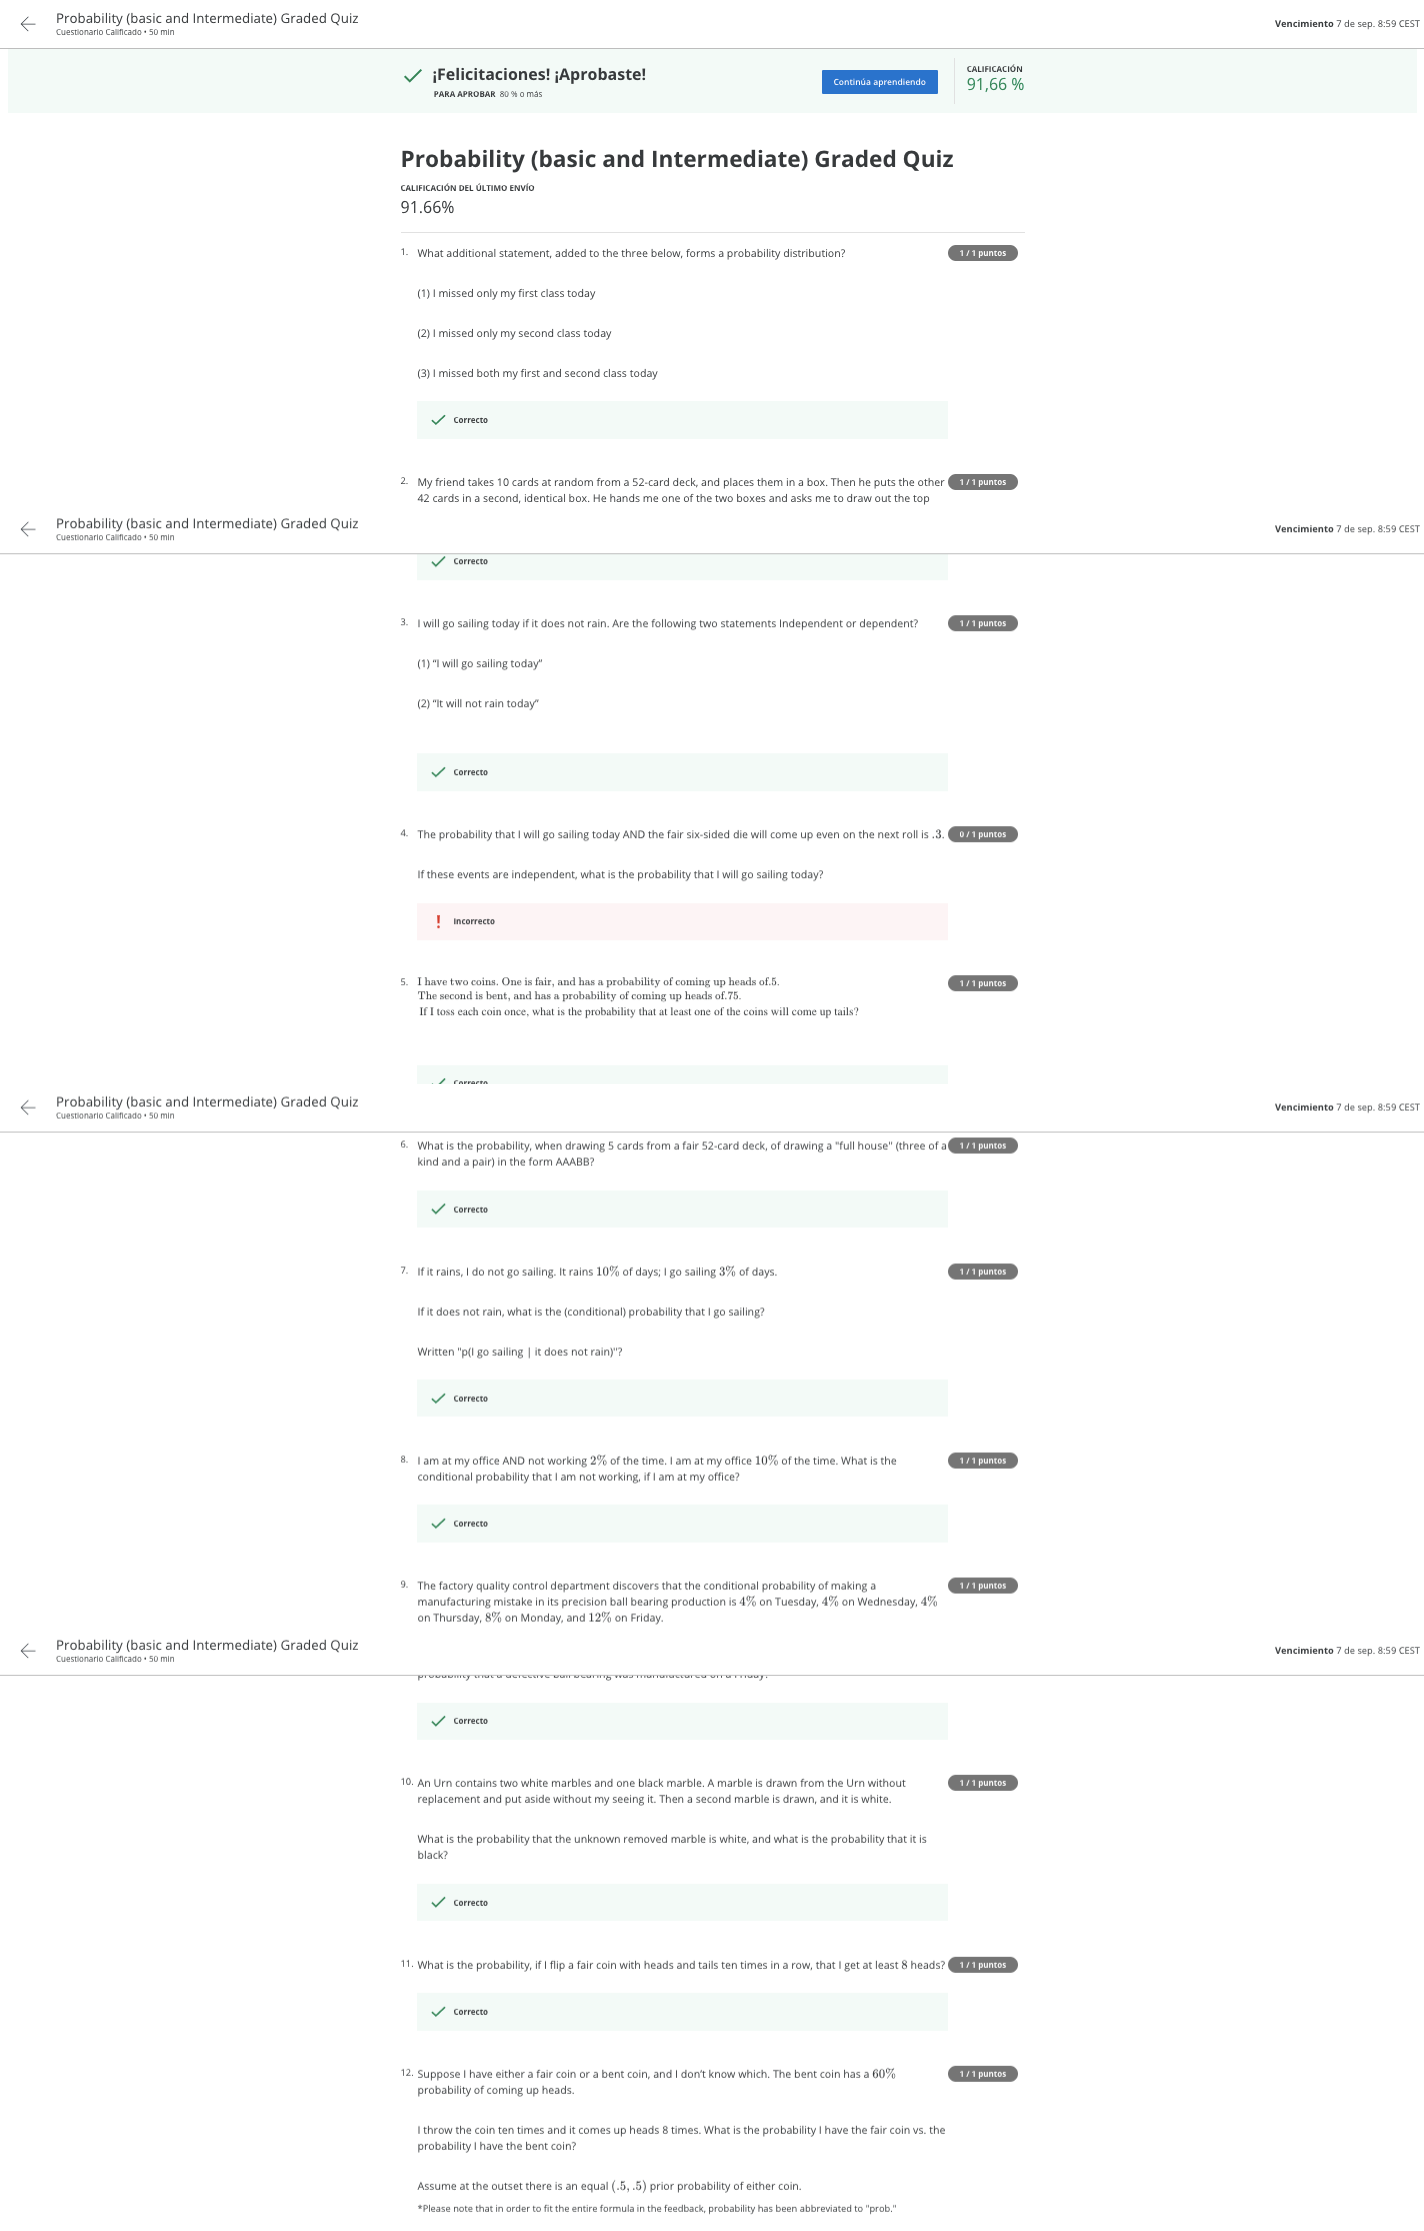 Probability (basic and Intermediate) Graded Quiz
Cuestionario Calificado • 50 min
Vencimiento 7 de sep. 8:59 CEST
¡Felicitaciones! ¡Aprobaste!
PARA APROBAR 80 % o más
Continúa aprendiendo
CALIFICACIÓN
91,66 %
Probability (basic and Intermediate) Graded Quiz
CALIFICACIÓN DEL ÚLTIMO ENVÍO
91.66%
1. What additional statement, added to the three below, forms a probability distribution?
1 / 1 puntos
(1) I missed only my first class today
(2) I missed only my second class today
(3) I missed both my first and second class today
Correcto
2. My friend takes 10 cards at random from a 52-card deck, and places them in a box. Then he puts the other
1 / 1 puntos
42 cards in a second, identical box. He hands me one of the two boxes and asks me to draw out the top
Probability (basic and Intermediate) Graded Quiz
Cuestionario Calificado • 50 min
Vencimiento 7 de sep. 8:59 CEST
Correcto
3. I will go sailing today if it does not rain. Are the following two statements Independent or dependent?
1 / 1 puntos
(1) “I will go sailing today”
(2) “It will not rain today”
Correcto
4. The probability that I will go sailing today AND the fair six-sided die will come up even on the next roll is .3.
0 / 1 puntos
If these events are independent, what is the probability that I will go sailing today?
Incorrecto
5. I have two coins. One is fair, and has a probability of coming up heads of.5.
1 / 1 puntos
The second is bent, and has a probability of coming up heads of.75.
If I toss each coin once, what is the probability that at least one of the coins will come up tails?
Correcto
Probability (basic and Intermediate) Graded Quiz
Cuestionario Calificado • 50 min
Vencimiento 7 de sep. 8:59 CEST
6. What is the probability, when drawing 5 cards from a fair 52-card deck, of drawing a "full house" (three of a
1 / 1 puntos
kind and a pair) in the form AAABB?
Correcto
7. If it rains, I do not go sailing. It rains 10% of days; I go sailing 3% of days.
1 / 1 puntos
If it does not rain, what is the (conditional) probability that I go sailing?
Written "p(I go sailing | it does not rain)"?
Correcto
8. I am at my office AND not working 2% of the time. I am at my office 10% of the time. What is the
1 / 1 puntos
conditional probability that I am not working, if I am at my office?
Correcto
9. The factory quality control department discovers that the conditional probability of making a
1 / 1 puntos
manufacturing mistake in its precision ball bearing production is 4% on Tuesday, 4% on Wednesday, 4%
on Thursday, 8% on Monday, and 12% on Friday.
Probability (basic and Intermediate) Graded Quiz
Cuestionario Calificado • 50 min
Vencimiento 7 de sep. 8:59 CEST
probability that a defective ball bearing was manufactured on a Friday?
Correcto
10. An Urn contains two white marbles and one black marble. A marble is drawn from the Urn without
1 / 1 puntos
replacement and put aside without my seeing it. Then a second marble is drawn, and it is white.
What is the probability that the unknown removed marble is white, and what is the probability that it is
black?
Correcto
11. What is the probability, if I flip a fair coin with heads and tails ten times in a row, that I get at least 8 heads?
1 / 1 puntos
Correcto
12. Suppose I have either a fair coin or a bent coin, and I don’t know which. The bent coin has a 60%
1 / 1 puntos
probability of coming up heads.
I throw the coin ten times and it comes up heads 8 times. What is the probability I have the fair coin vs. the
probability I have the bent coin?
Assume at the outset there is an equal (.5, .5) prior probability of either coin.
*Please note that in order to fit the entire formula in the feedback, probability has been abbreviated to "prob."